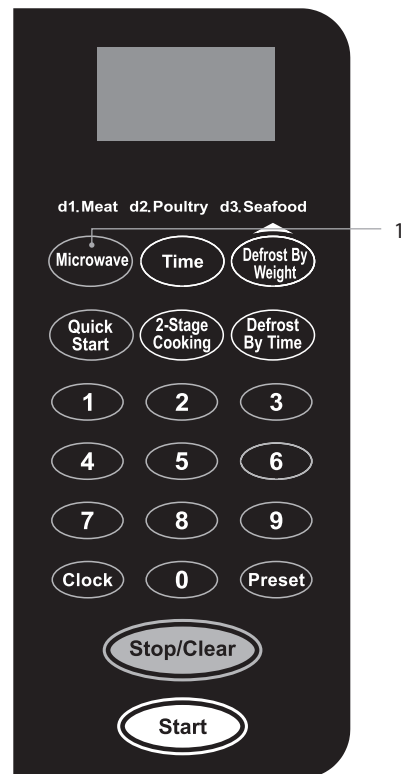 d1.Meat d2.Poultry d3.Seafood
1
Microwave
Time
Defrost By
Weight
Quick
Start
2-Stage
Cooking
Defrost
By Time
1
2
3
4
5
6
7
8
9
Clock
0
Preset
Stop/Clear
Start